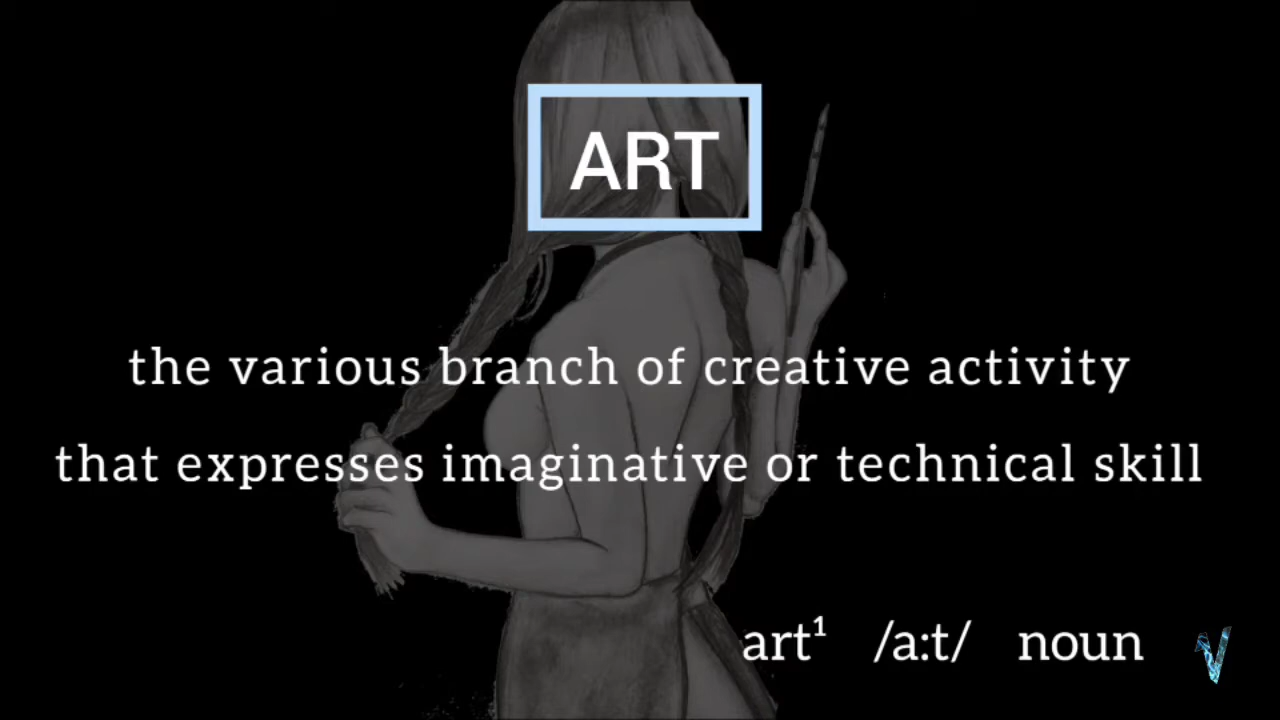 ART
the various branch of creative activity
that expresses imaginative or technical skill
art¹ /a:t/ noun